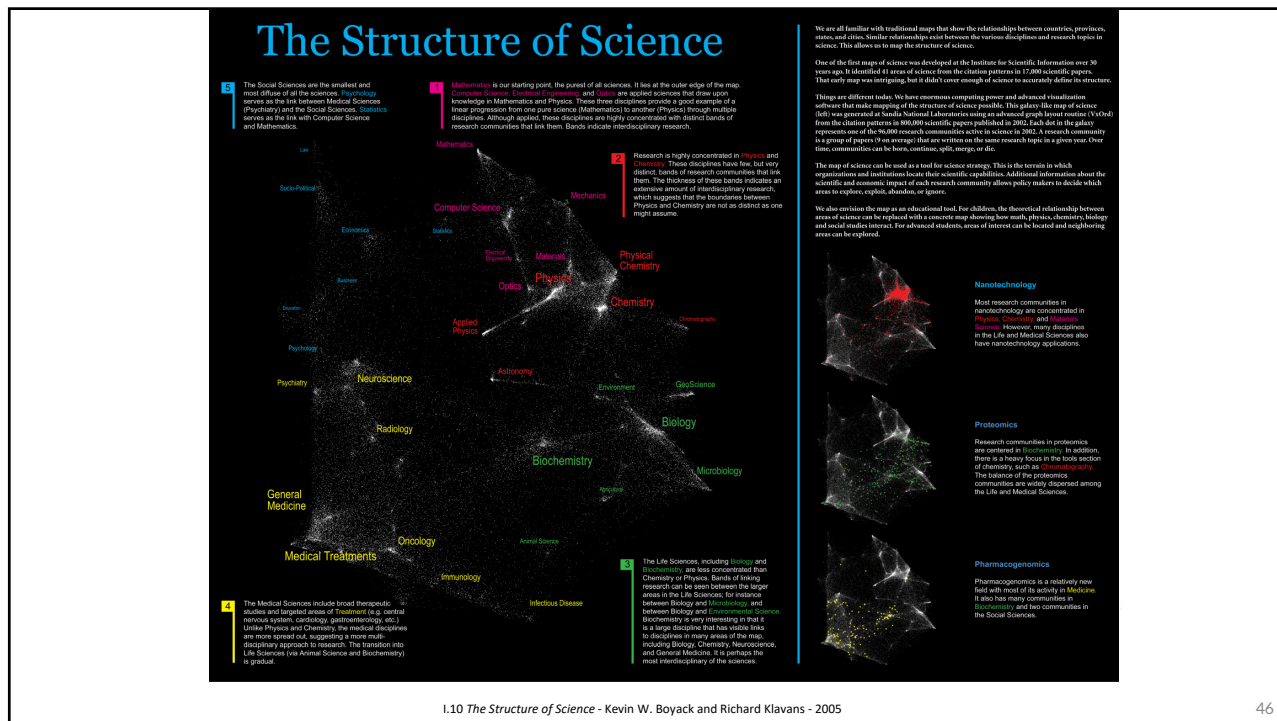 The Structure of Science
5
The Social Sciences are the smallest and
most diffuse of all the sciences. Psychology
serves as the link between Medical Sciences
(Psychiatry) and the Social Sciences. Statistics
serves as the link with Computer Science
and Mathematics.
1
Mathematics is our starting point, the purest of all sciences. It lies at the outer edge of the map.
Computer Science, Electrical Engineering, and Optics are applied sciences that draw upon
knowledge in Mathematics and Physics. These three disciplines provide a good example of a
linear progression from one pure science (Mathematics) to another (Physics) through multiple
disciplines. Although applied, these disciplines are highly concentrated with distinct bands of
research communities that link them. Bands indicate interdisciplinary research.
2
Research is highly concentrated in Physics and
Chemistry. These disciplines have few, but very
distinct, bands of research communities that link
them. The thickness of these bands indicates an
extensive amount of interdisciplinary research,
which suggests that the boundaries between
Physics and Chemistry are not as distinct as one
might assume.
Mathematics
Law
Socio-Political
Mechanics
Computer Science
Economics
Statistics
Electrical
Engineering
Materials
Physical
Chemistry
Physics
Business
Optics
Chemistry
Education
Applied
Physics
Chromatography
Psychology
Astronomy
Psychiatry
Neuroscience
Environment
GeoScience
Radiology
Biology
Biochemistry
Microbiology
General
Medicine
Agriculture
Oncology
Animal Science
Medical Treatments
Immunology
Infectious Disease
3
The Life Sciences, including Biology and
Biochemistry, are less concentrated than
Chemistry or Physics. Bands of linking
research can be seen between the larger
areas in the Life Sciences; for instance
between Biology and Microbiology, and
between Biology and Environmental Science.
Biochemistry is very interesting in that it
is a large discipline that has visible links
to disciplines in many areas of the map,
including Biology, Chemistry, Neuroscience,
and General Medicine. It is perhaps the
most interdisciplinary of the sciences.
4
The Medical Sciences include broad therapeutic
studies and targeted areas of Treatment (e.g. central
nervous system, cardiology, gastroenterology, etc.)
Unlike Physics and Chemistry, the medical disciplines
are more spread out, suggesting a more multi-
disciplinary approach to research. The transition into
Life Sciences (via Animal Science and Biochemistry)
is gradual.
We are all familiar with traditional maps that show the relationships between countries, provinces,
states, and cities. Similar relationships exist between the various disciplines and research topics in
science. This allows us to map the structure of science.
One of the first maps of science was developed at the Institute for Scientific Information over 30
years ago. It identified 41 areas of science from the citation patterns in 17,000 scientific papers.
That early map was intriguing, but it didn't cover enough of science to accurately define its structure.
Things are different today. We have enormous computing power and advanced visualization
software that make mapping of the structure of science possible. This galaxy-like map of science
(left) was generated at Sandia National Laboratories using an advanced graph layout routine (VxOrd)
from the citation patterns in 800,000 scientific papers published in 2002. Each dot in the galaxy
represents one of the 96,000 research communities active in science in 2002. A research community
is a group of papers (9 on average) that are written on the same research topic in a given year. Over
time, communities can be born, continue, split, merge, or die.
The map of science can be used as a tool for science strategy. This is the terrain in which
organizations and institutions locate their scientific capabilities. Additional information about the
scientific and economic impact of each research community allows policy makers to decide which
areas to explore, exploit, abandon, or ignore.
We also envision the map as an educational tool. For children, the theoretical relationship between
areas of science can be replaced with a concrete map showing how math, physics, chemistry, biology
and social studies interact. For advanced students, areas of interest can be located and neighboring
areas can be explored.
Nanotechnology
Most research communities in
nanotechnology are concentrated in
Physics, Chemistry, and Materials
Science. However, many disciplines
in the Life and Medical Sciences also
have nanotechnology applications.
Proteomics
Research communities in proteomics
are centered in Biochemistry. In addition,
there is a heavy focus in the tools section
of chemistry, such as Chromatography.
The balance of the proteomics
communities are widely dispersed among
the Life and Medical Sciences.
Pharmacogenomics
Pharmacogenomics is a relatively new
field with most of its activity in Medicine.
It also has many communities in
Biochemistry and two communities in
the Social Sciences.
I.10 The Structure of Science - Kevin W. Boyack and Richard Klavans - 2005
46